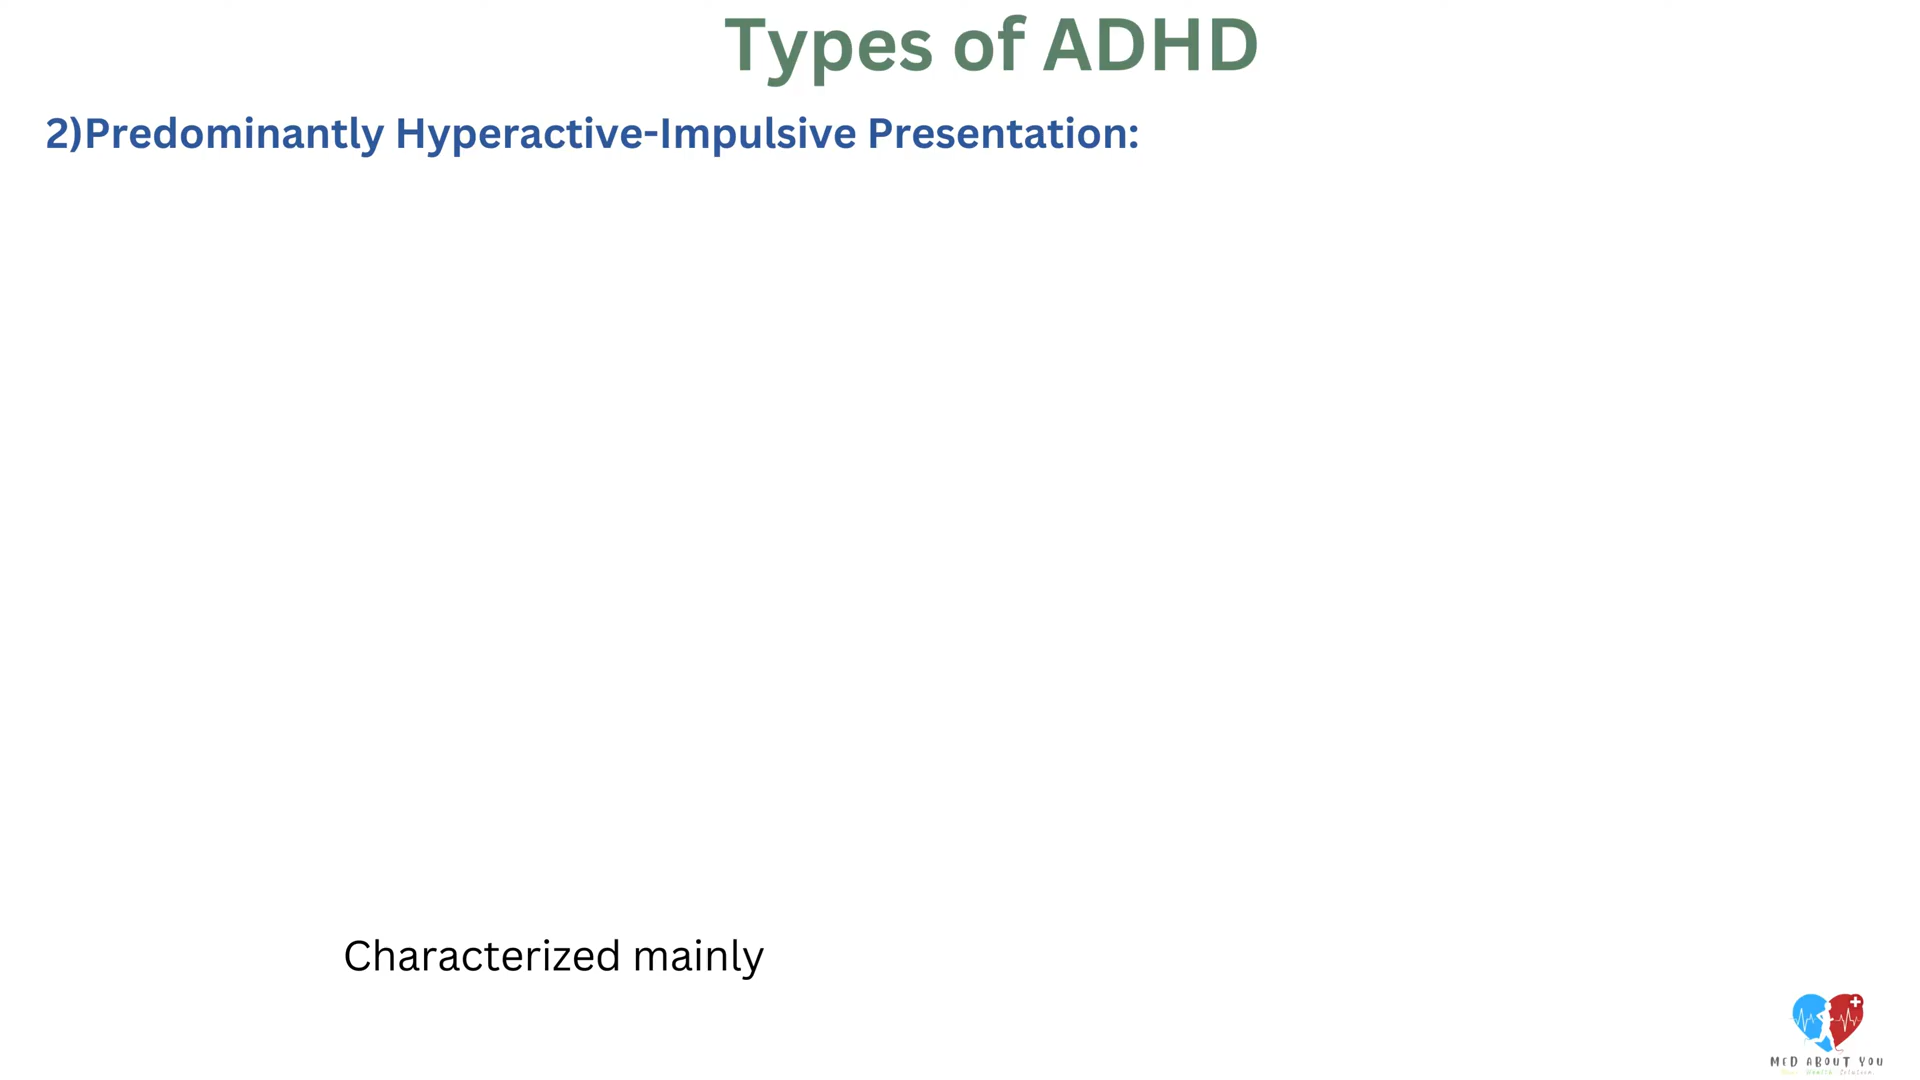 Types of ADHD
2)Predominantly Hyperactive-Impulsive Presentation:
Characterized mainly
MED ABOUT YOU